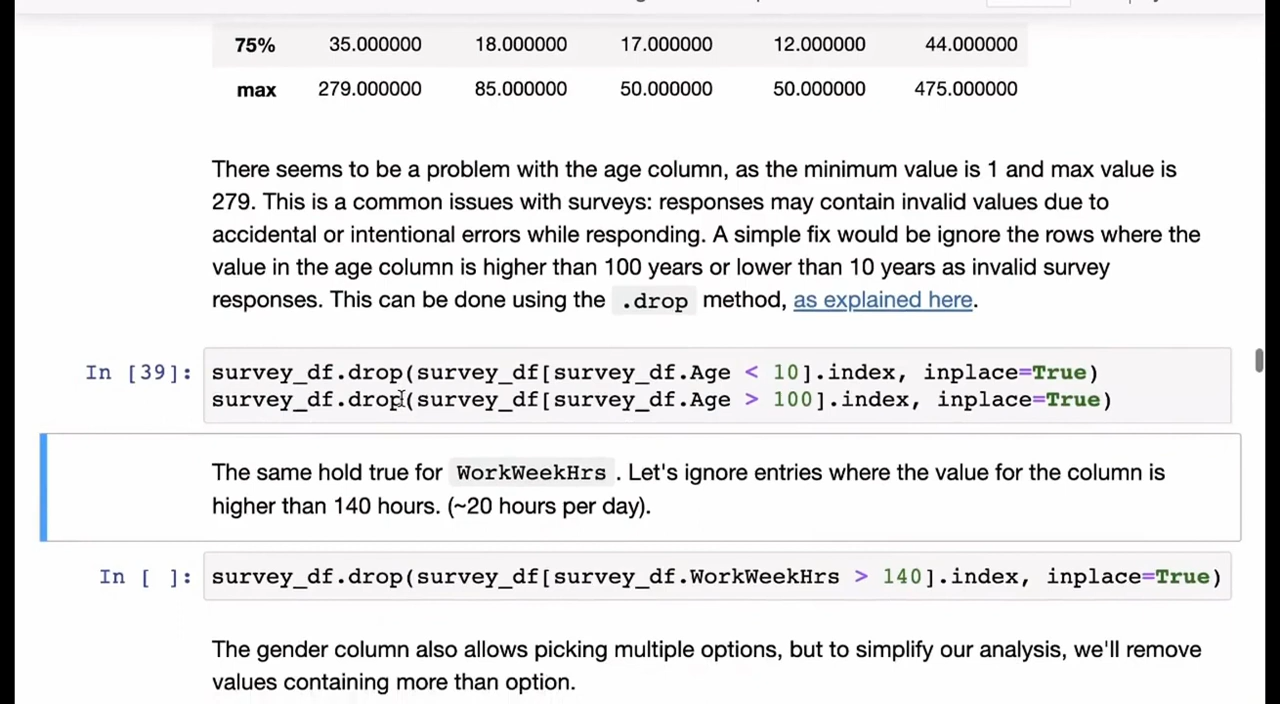 75% 35.000000 18.000000 17.000000 12.000000 44.000000
max 279.000000 85.000000 50.000000 50.000000 475.000000
There seems to be a problem with the age column, as the minimum value is 1 and max value is
279. This is a common issues with surveys: responses may contain invalid values due to
accidental or intentional errors while responding. A simple fix would be ignore the rows where the
value in the age column is higher than 100 years or lower than 10 years as invalid survey
responses. This can be done using the .drop method, as explained here.
In [39]: survey_df.drop(survey_df[survey_df.Age < 10].index, inplace=True)
survey_df.drop(survey_df[survey_df.Age > 100].index, inplace=True)
The same hold true for WorkWeekHrs . Let's ignore entries where the value for the column is
higher than 140 hours. (~20 hours per day).
In [ ]: survey_df.drop(survey_df[survey_df.WorkWeekHrs > 140].index, inplace=True)
The gender column also allows picking multiple options, but to simplify our analysis, we'll remove
values containing more than option.